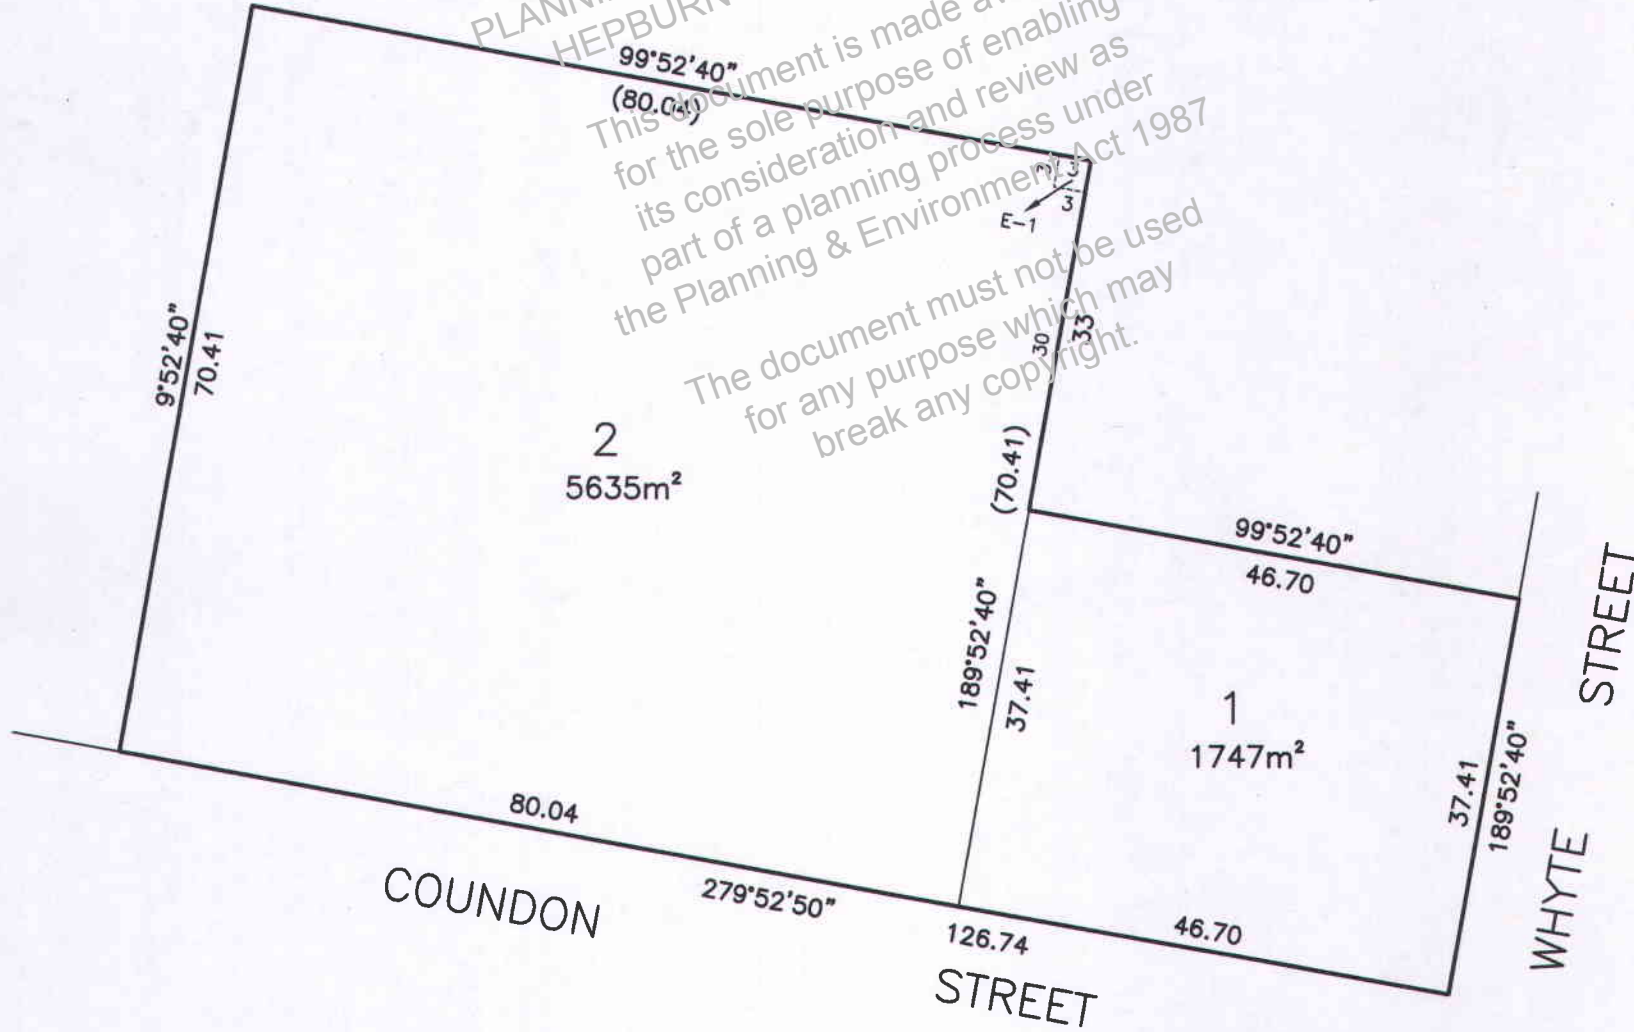 PLANNI
HEPBURN
This document is made av
for the sole purpose of enabling
its consideration and review as
part of a planning process under
the Planning & Environment Act 1987
The document must not be used
for any purpose which may
break any copyright.
99°52'40"
(80.04)
3
3
E-1
9°52'40"
70.41
30
33
(70.41)
2
5635m²
99°52'40"
46.70
189°52'40"
37.41
1
1747m²
37.41
189°52'40"
80.04
279°52'50"
126.74
46.70
COUNDON
STREET
WHYTE
STREET